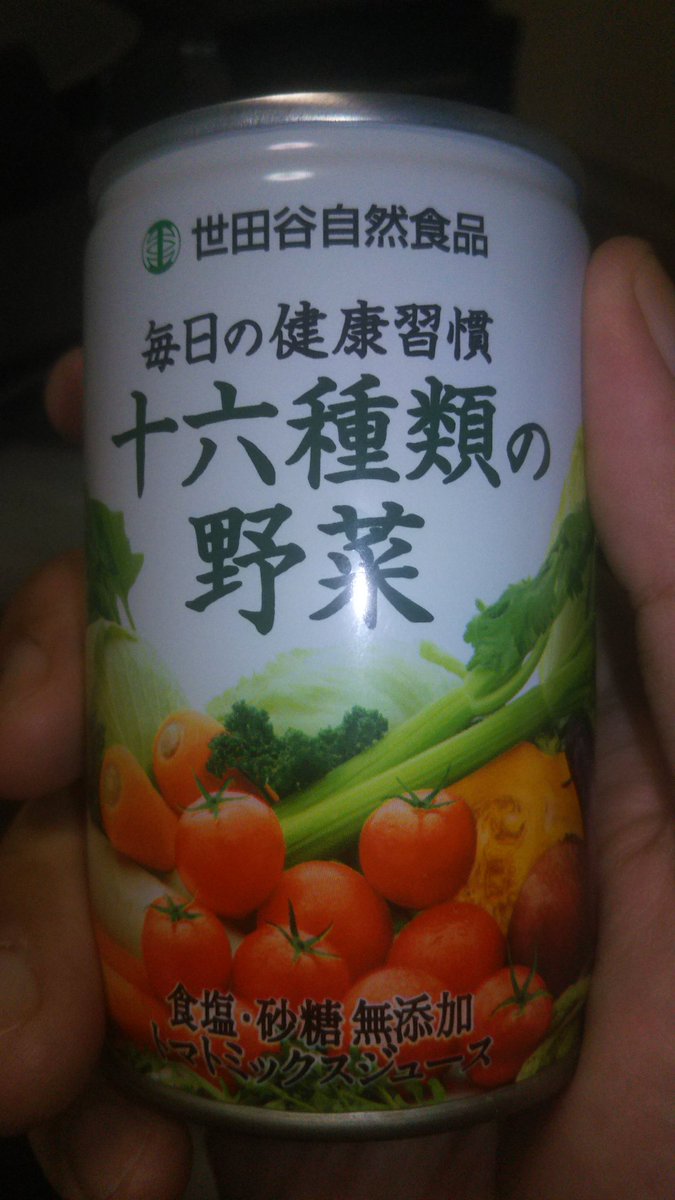 世田谷自然食品
毎日の健康習慣
十六種類の
野菜
食塩・砂糖 無添加
トマトミックスジュース